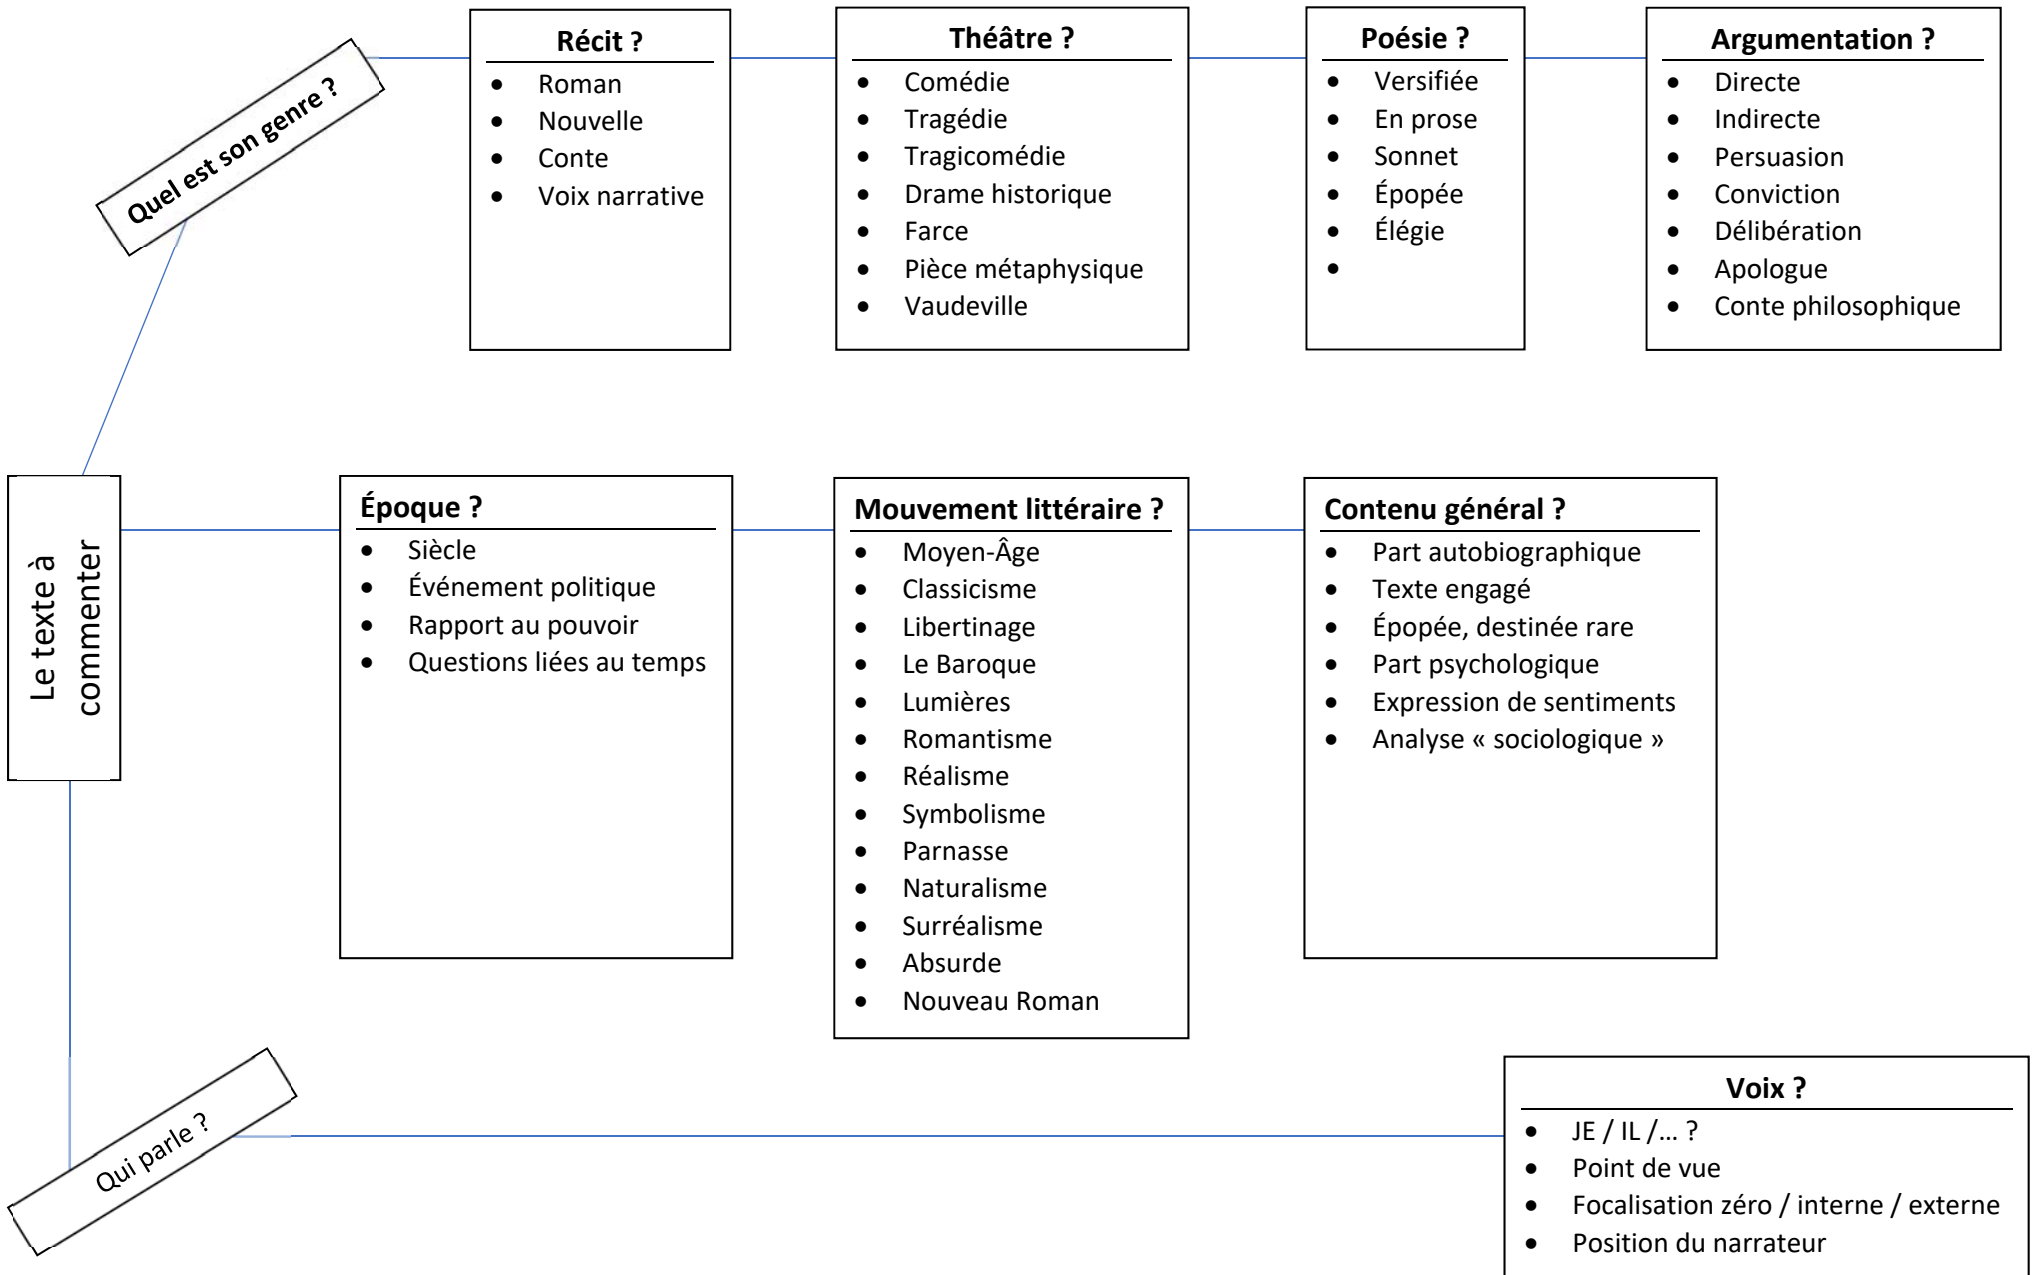 Quel est son genre ?
Récit ?
• Roman
• Nouvelle
• Conte
• Voix narrative
Théâtre ?
• Comédie
• Tragédie
• Tragicomédie
• Drame historique
• Farce
• Pièce métaphysique
• Vaudeville
Poésie ?
• Versifiée
• En prose
• Sonnet
• Épopée
• Élégie
•
Argumentation ?
• Directe
• Indirecte
• Persuasion
• Conviction
• Délibération
• Apologue
• Conte philosophique
Le texte à
commenter
Époque ?
• Siècle
• Événement politique
• Rapport au pouvoir
• Questions liées au temps
Mouvement littéraire ?
• Moyen-Âge
• Classicisme
• Libertinage
• Le Baroque
• Lumières
• Romantisme
• Réalisme
• Symbolisme
• Parnasse
• Naturalisme
• Surréalisme
• Absurde
• Nouveau Roman
Contenu général ?
• Part autobiographique
• Texte engagé
• Épopée, destinée rare
• Part psychologique
• Expression de sentiments
• Analyse « sociologique »
Qui parle ?
Voix ?
• JE / IL /… ?
• Point de vue
• Focalisation zéro / interne / externe
• Position du narrateur